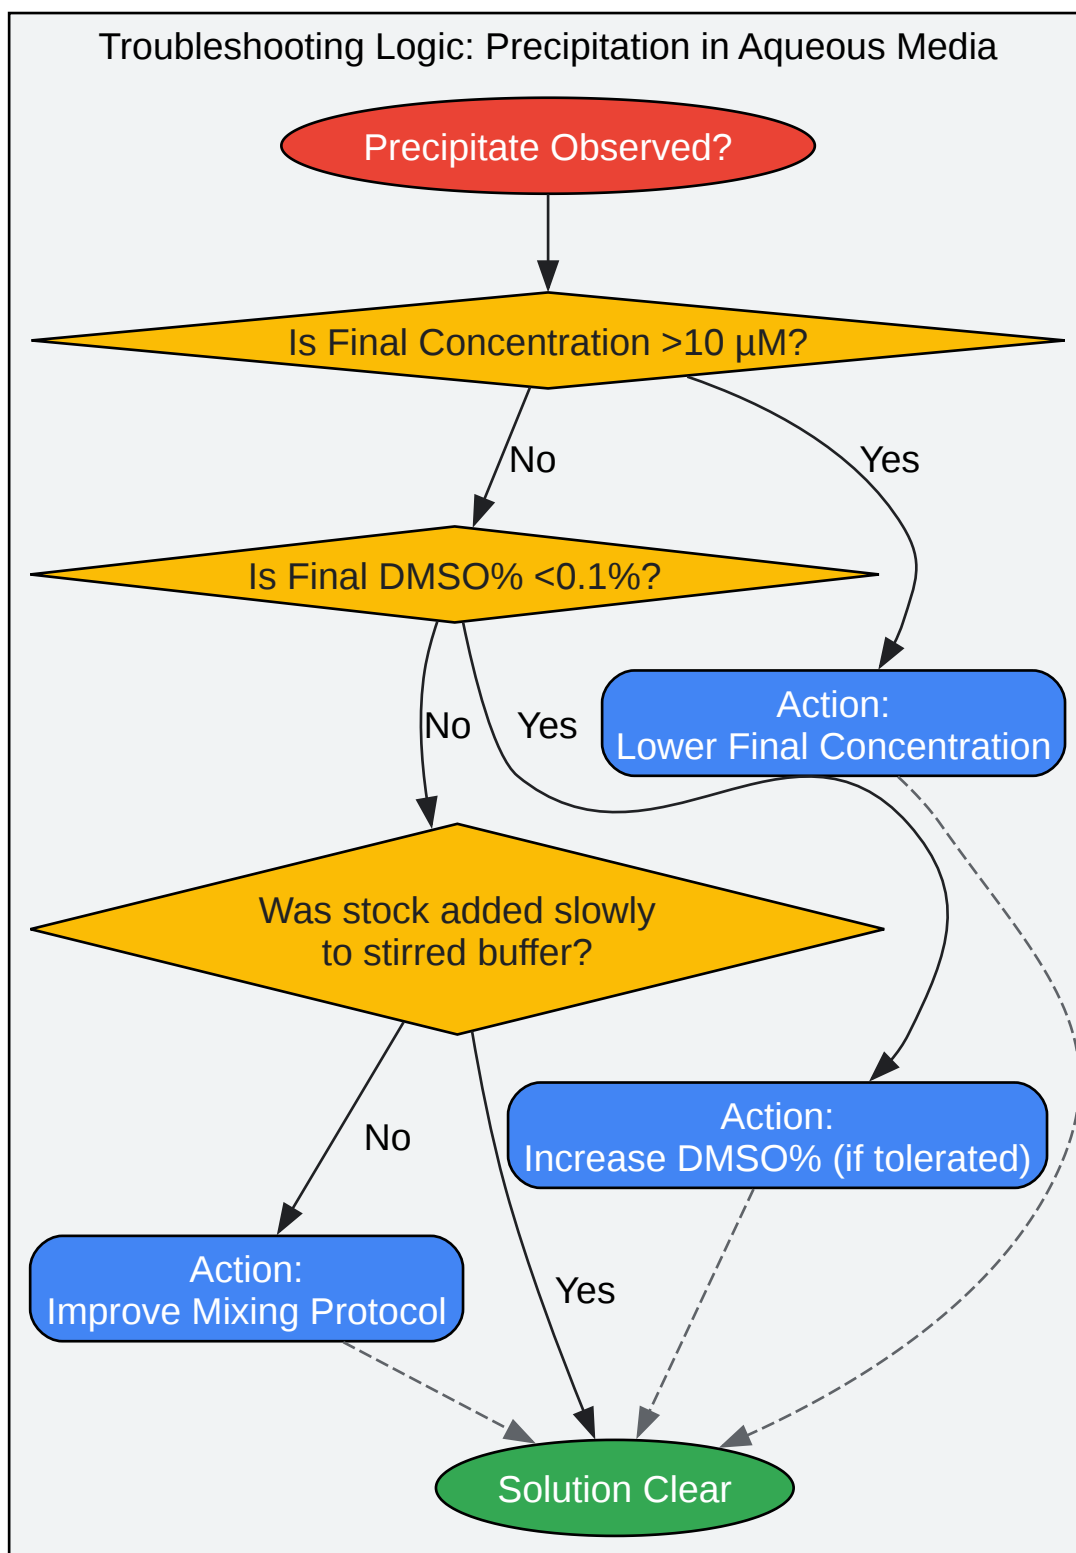 Troubleshooting Logic: Precipitation in Aqueous Media
Precipitate Observed?
Is Final Concentration >10 µM?
No
Yes
Is Final DMSO% <0.1%?
No
Yes
Action:
Lower Final Concentration
Was stock added slowly
to stirred buffer?
No
Action:
Increase DMSO% (if tolerated)
Action:
Improve Mixing Protocol
Yes
Solution Clear